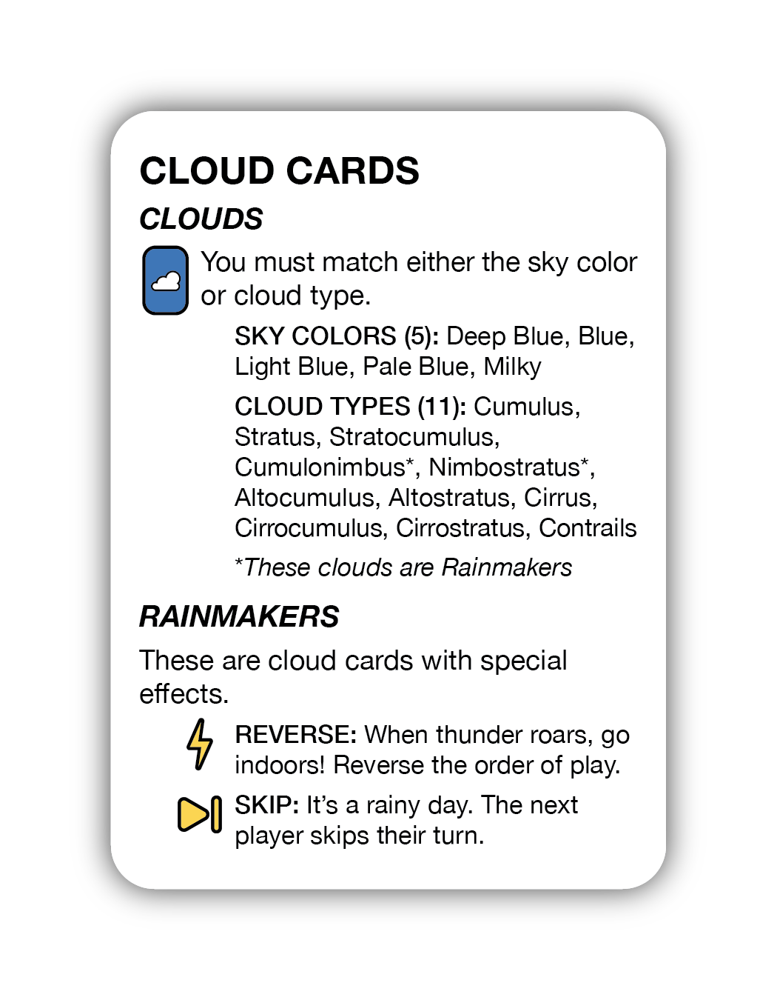 CLOUD CARDS
CLOUDS
You must match either the sky color
or cloud type.
SKY COLORS (5): Deep Blue, Blue,
Light Blue, Pale Blue, Milky
CLOUD TYPES (11): Cumulus,
Stratus, Stratocumulus,
Cumulonimbus*, Nimbostratus*,
Altocumulus, Altostratus, Cirrus,
Cirrocumulus, Cirrostratus, Contrails
*These clouds are Rainmakers
RAINMAKERS
These are cloud cards with special
effects.
REVERSE: When thunder roars, go
indoors! Reverse the order of play.
SKIP: It’s a rainy day. The next
player skips their turn.